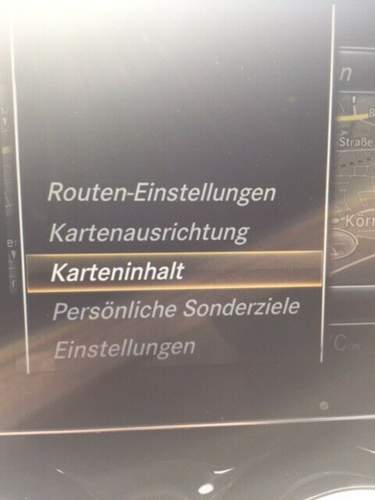 n
Straße
Routen-Einstellungen
Kartenausrichtung
Karteninhalt
Persönliche Sonderziele
Einstellungen